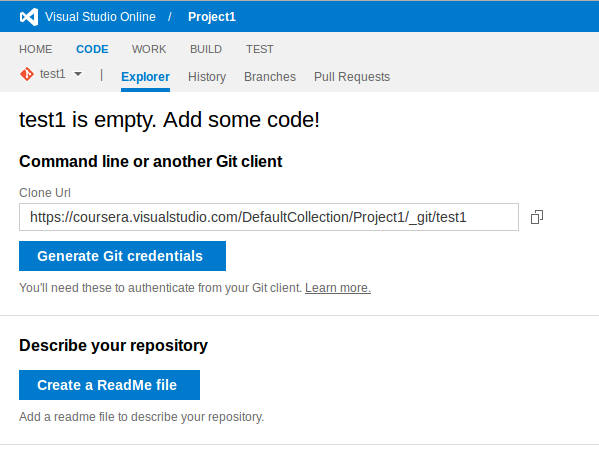 Visual Studio Online / Project1
HOME CODE WORK BUILD TEST
test1 | Explorer History Branches Pull Requests
test1 is empty. Add some code!
Command line or another Git client
Clone Url
https://coursera.visualstudio.com/DefaultCollection/Project1/_git/test1
Generate Git credentials
You'll need these to authenticate from your Git client. Learn more.
Describe your repository
Create a ReadMe file
Add a readme file to describe your repository.